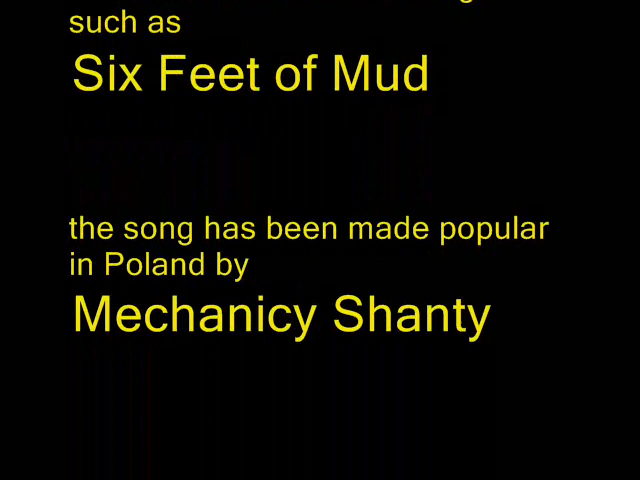 such as
Six Feet of Mud
the song has been made popular
in Poland by
Mechanicy Shanty